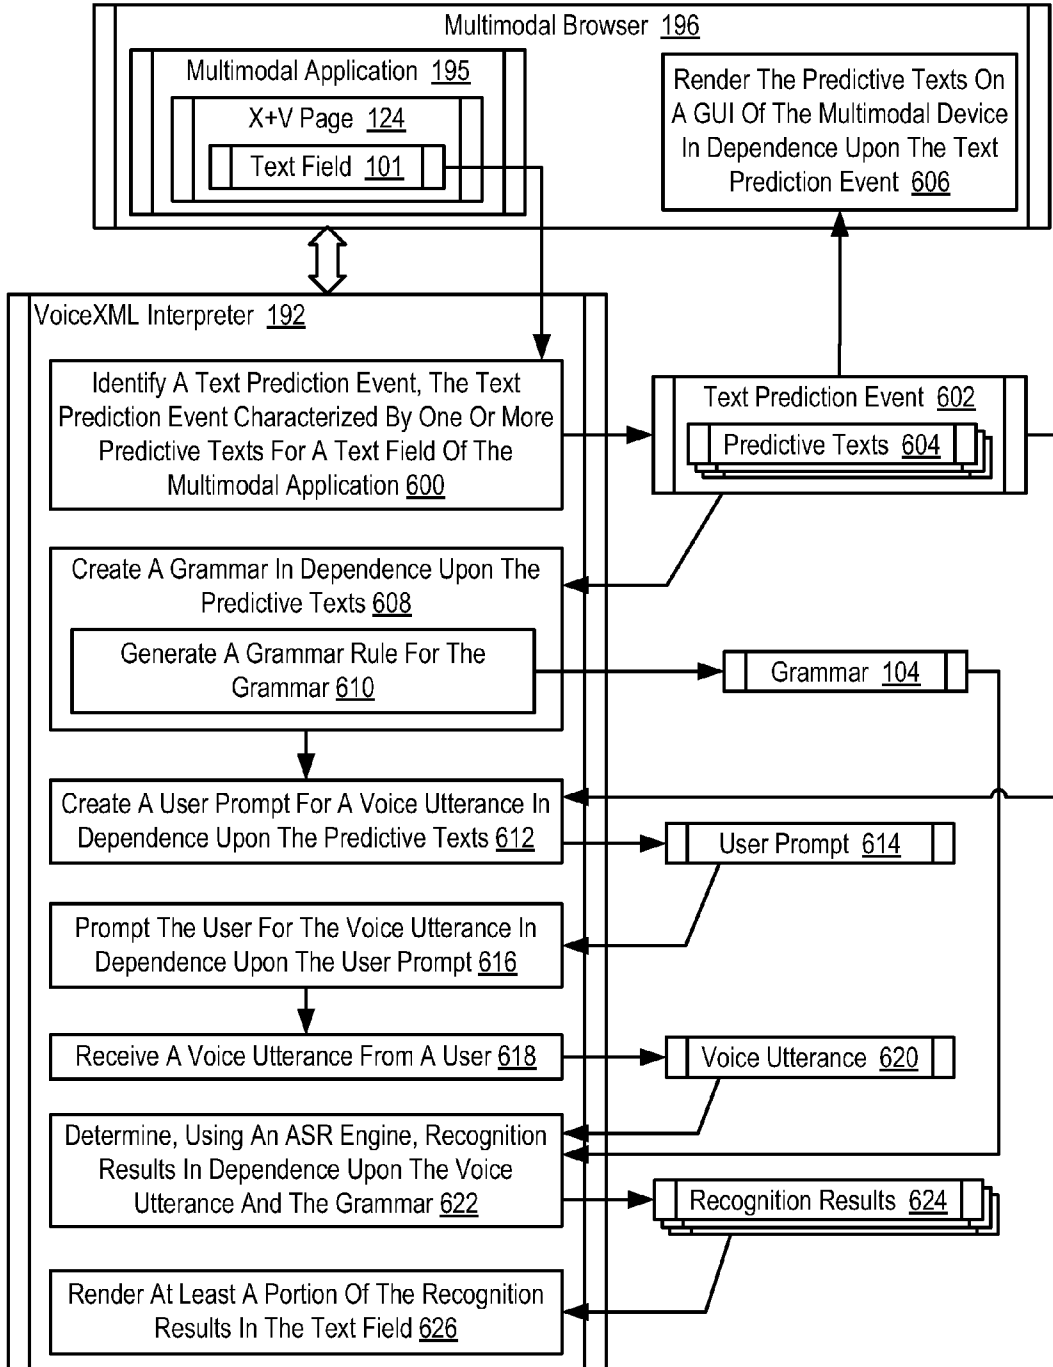 Multimodal Browser 196
Multimodal Application 195
X+V Page 124
Text Field 101
Render The Predictive Texts On
A GUI Of The Multimodal Device
In Dependence Upon The Text
Prediction Event 606
VoiceXML Interpreter 192
Identify A Text Prediction Event, The Text
Prediction Event Characterized By One Or More
Predictive Texts For A Text Field Of The
Multimodal Application 600
Text Prediction Event 602
Predictive Texts 604
Create A Grammar In Dependence Upon The
Predictive Texts 608
Generate A Grammar Rule For The
Grammar 610
Grammar 104
Create A User Prompt For A Voice Utterance In
Dependence Upon The Predictive Texts 612
User Prompt 614
Prompt The User For The Voice Utterance In
Dependence Upon The User Prompt 616
Receive A Voice Utterance From A User 618
Voice Utterance 620
Determine, Using An ASR Engine, Recognition
Results In Dependence Upon The Voice
Utterance And The Grammar 622
Recognition Results 624
Render At Least A Portion Of The Recognition
Results In The Text Field 626